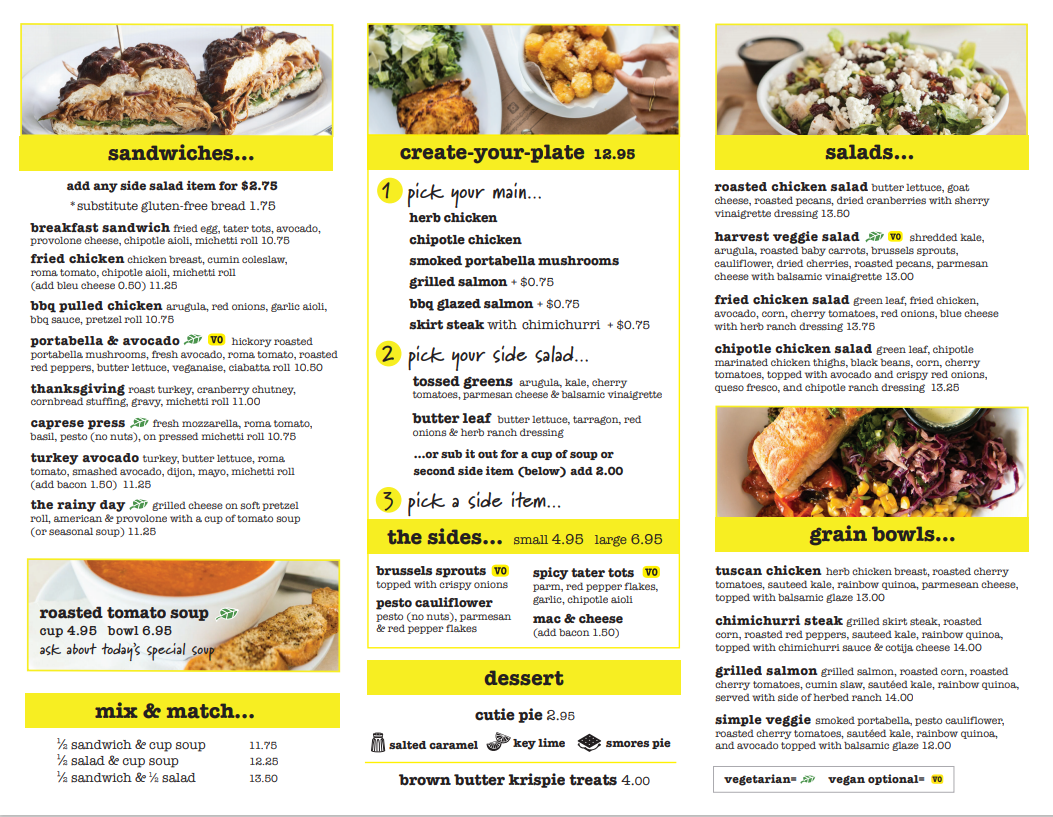 sandwiches...
add any side salad item for $2.75
*substitute gluten-free bread 1.75
breakfast sandwich fried egg, tater tots, avocado,
provolone cheese, chipotle aioli, michetti roll 10.75
fried chicken chicken breast, cumin coleslaw,
roma tomato, chipotle aioli, michetti roll
(add bleu cheese 0.50) 11.25
bbq pulled chicken arugula, red onions, garlic aioli,
bbq sauce, pretzel roll 10.75
portabella & avocado VO hickory roasted
portabella mushrooms, fresh avocado, roma tomato, roasted
red peppers, butter lettuce, veganaise, ciabatta roll 10.50
thanksgiving roast turkey, cranberry chutney,
cornbread stuffing, gravy, michetti roll 11.00
caprese press fresh mozzarella, roma tomato,
basil, pesto (no nuts), on pressed michetti roll 10.75
turkey avocado turkey, butter lettuce, roma
tomato, smashed avocado, dijon, mayo, michetti roll
(add bacon 1.50) 11.25
the rainy day grilled cheese on soft pretzel
roll, american & provolone with a cup of tomato soup
(or seasonal soup) 11.25
roasted tomato soup
cup 4.95 bowl 6.95
ask about today's special soup
mix & match...
½ sandwich & cup soup 11.75
½ salad & cup soup 12.25
½ sandwich & ½ salad 13.50
create-your-plate 12.95
1 pick your main...
herb chicken
chipotle chicken
smoked portabella mushrooms
grilled salmon + $0.75
bbq glazed salmon + $0.75
skirt steak with chimichurri + $0.75
2 pick your side salad...
tossed greens arugula, kale, cherry
tomatoes, parmesan cheese & balsamic vinaigrette
butter leaf butter lettuce, tarragon, red
onions & herb ranch dressing
...or sub it out for a cup of soup or
second side item (below) add 2.00
3 pick a side item...
the sides... small 4.95 large 6.95
brussels sprouts VO
topped with crispy onions
pesto cauliflower
pesto (no nuts), parmesan
& red pepper flakes
spicy tater tots VO
parm, red pepper flakes,
garlic, chipotle aioli
mac & cheese
(add bacon 1.50)
dessert
cutie pie 2.95
salted caramel key lime smores pie
brown butter krispie treats 4.00
salads...
roasted chicken salad butter lettuce, goat
cheese, roasted pecans, dried cranberries with sherry
vinaigrette dressing 13.50
harvest veggie salad VO shredded kale,
arugula, roasted baby carrots, brussels sprouts,
cauliflower, dried cherries, roasted pecans, parmesan
cheese with balsamic vinaigrette 13.00
fried chicken salad green leaf, fried chicken,
avocado, corn, cherry tomatoes, red onions, blue cheese
with herb ranch dressing 13.75
chipotle chicken salad green leaf, chipotle
marinated chicken thighs, black beans, corn, cherry
tomatoes, topped with avocado and crispy red onions,
queso fresco, and chipotle ranch dressing 13.25
grain bowls...
tuscan chicken herb chicken breast, roasted cherry
tomatoes, sauteed kale, rainbow quinoa, parmesean cheese,
topped with balsamic glaze 13.00
chimichurri steak grilled skirt steak, roasted
corn, roasted red peppers, sauteed kale, rainbow quinoa,
topped with chimichurri sauce & cotija cheese 14.00
grilled salmon grilled salmon, roasted corn, roasted
cherry tomatoes, cumin slaw, sautéed kale, rainbow quinoa,
served with side of herbed ranch 14.00
simple veggie smoked portabella, pesto cauliflower,
roasted cherry tomatoes, sautéed kale, rainbow quinoa,
and avocado topped with balsamic glaze 12.00
vegetarian= vegan optional= VO